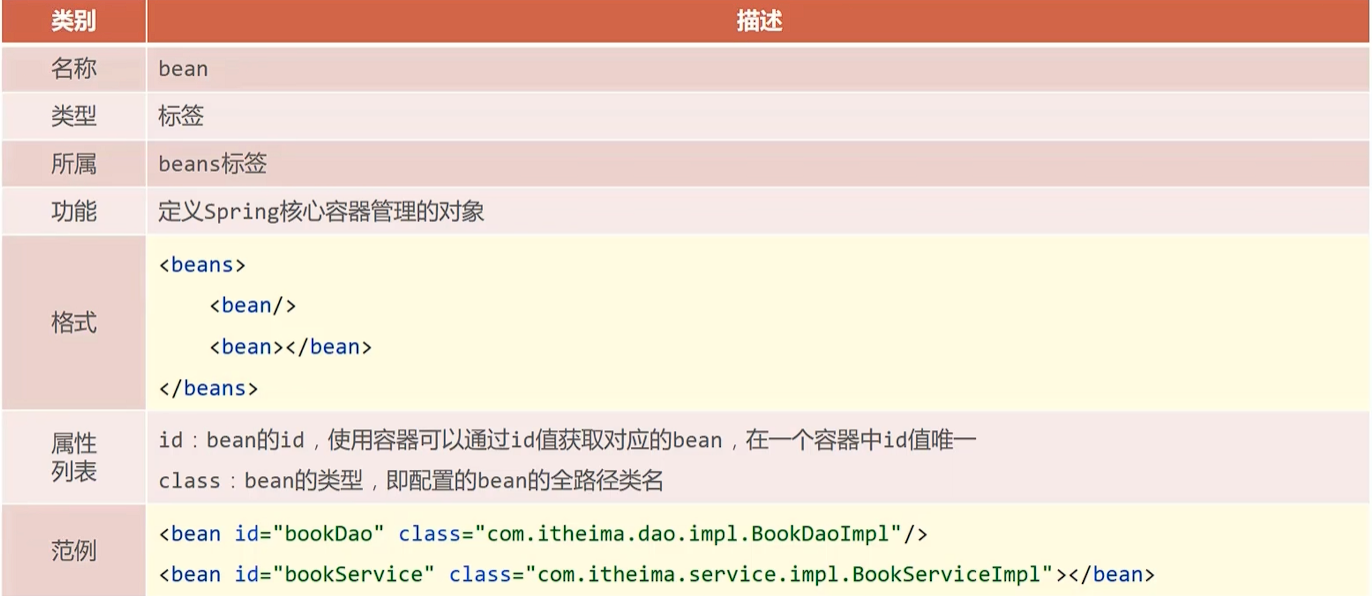 类别 描述
名称 bean
类型 标签
所属 beans标签
功能 定义Spring核心容器管理的对象
格式
<beans>
    <bean/>
    <bean></bean>
</beans>
属性
列表
id：bean的id，使用容器可以通过id值获取对应的bean，在一个容器中id值唯一
class：bean的类型，即配置的bean的全路径类名
范例
<bean id="bookDao" class="com.itheima.dao.impl.BookDaoImpl"/>
<bean id="bookService" class="com.itheima.service.impl.BookServiceImpl"></bean>